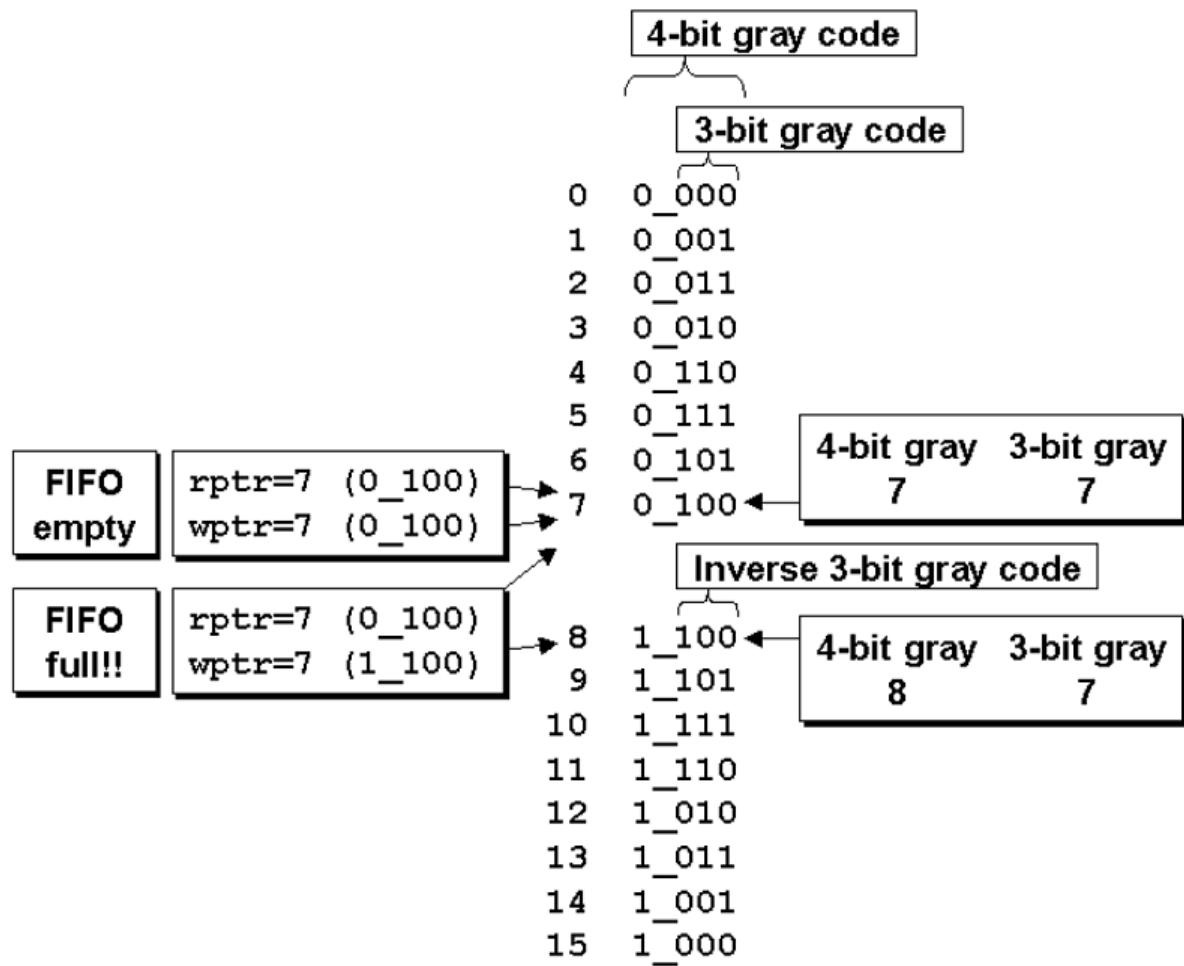 4-bit gray code
3-bit gray code
0 0_000
1 0_001
2 0_011
3 0_010
4 0_110
5 0_111
6 0_101
7 0_100
FIFO
empty
rptr=7 (0_100)
wptr=7 (0_100)
4-bit gray 3-bit gray
7 7
Inverse 3-bit gray code
FIFO
full!!
rptr=7 (0_100)
wptr=7 (1_100)
8 1_100
9 1_101
10 1_111
11 1_110
12 1_010
13 1_011
14 1_001
15 1_000
4-bit gray 3-bit gray
8 7